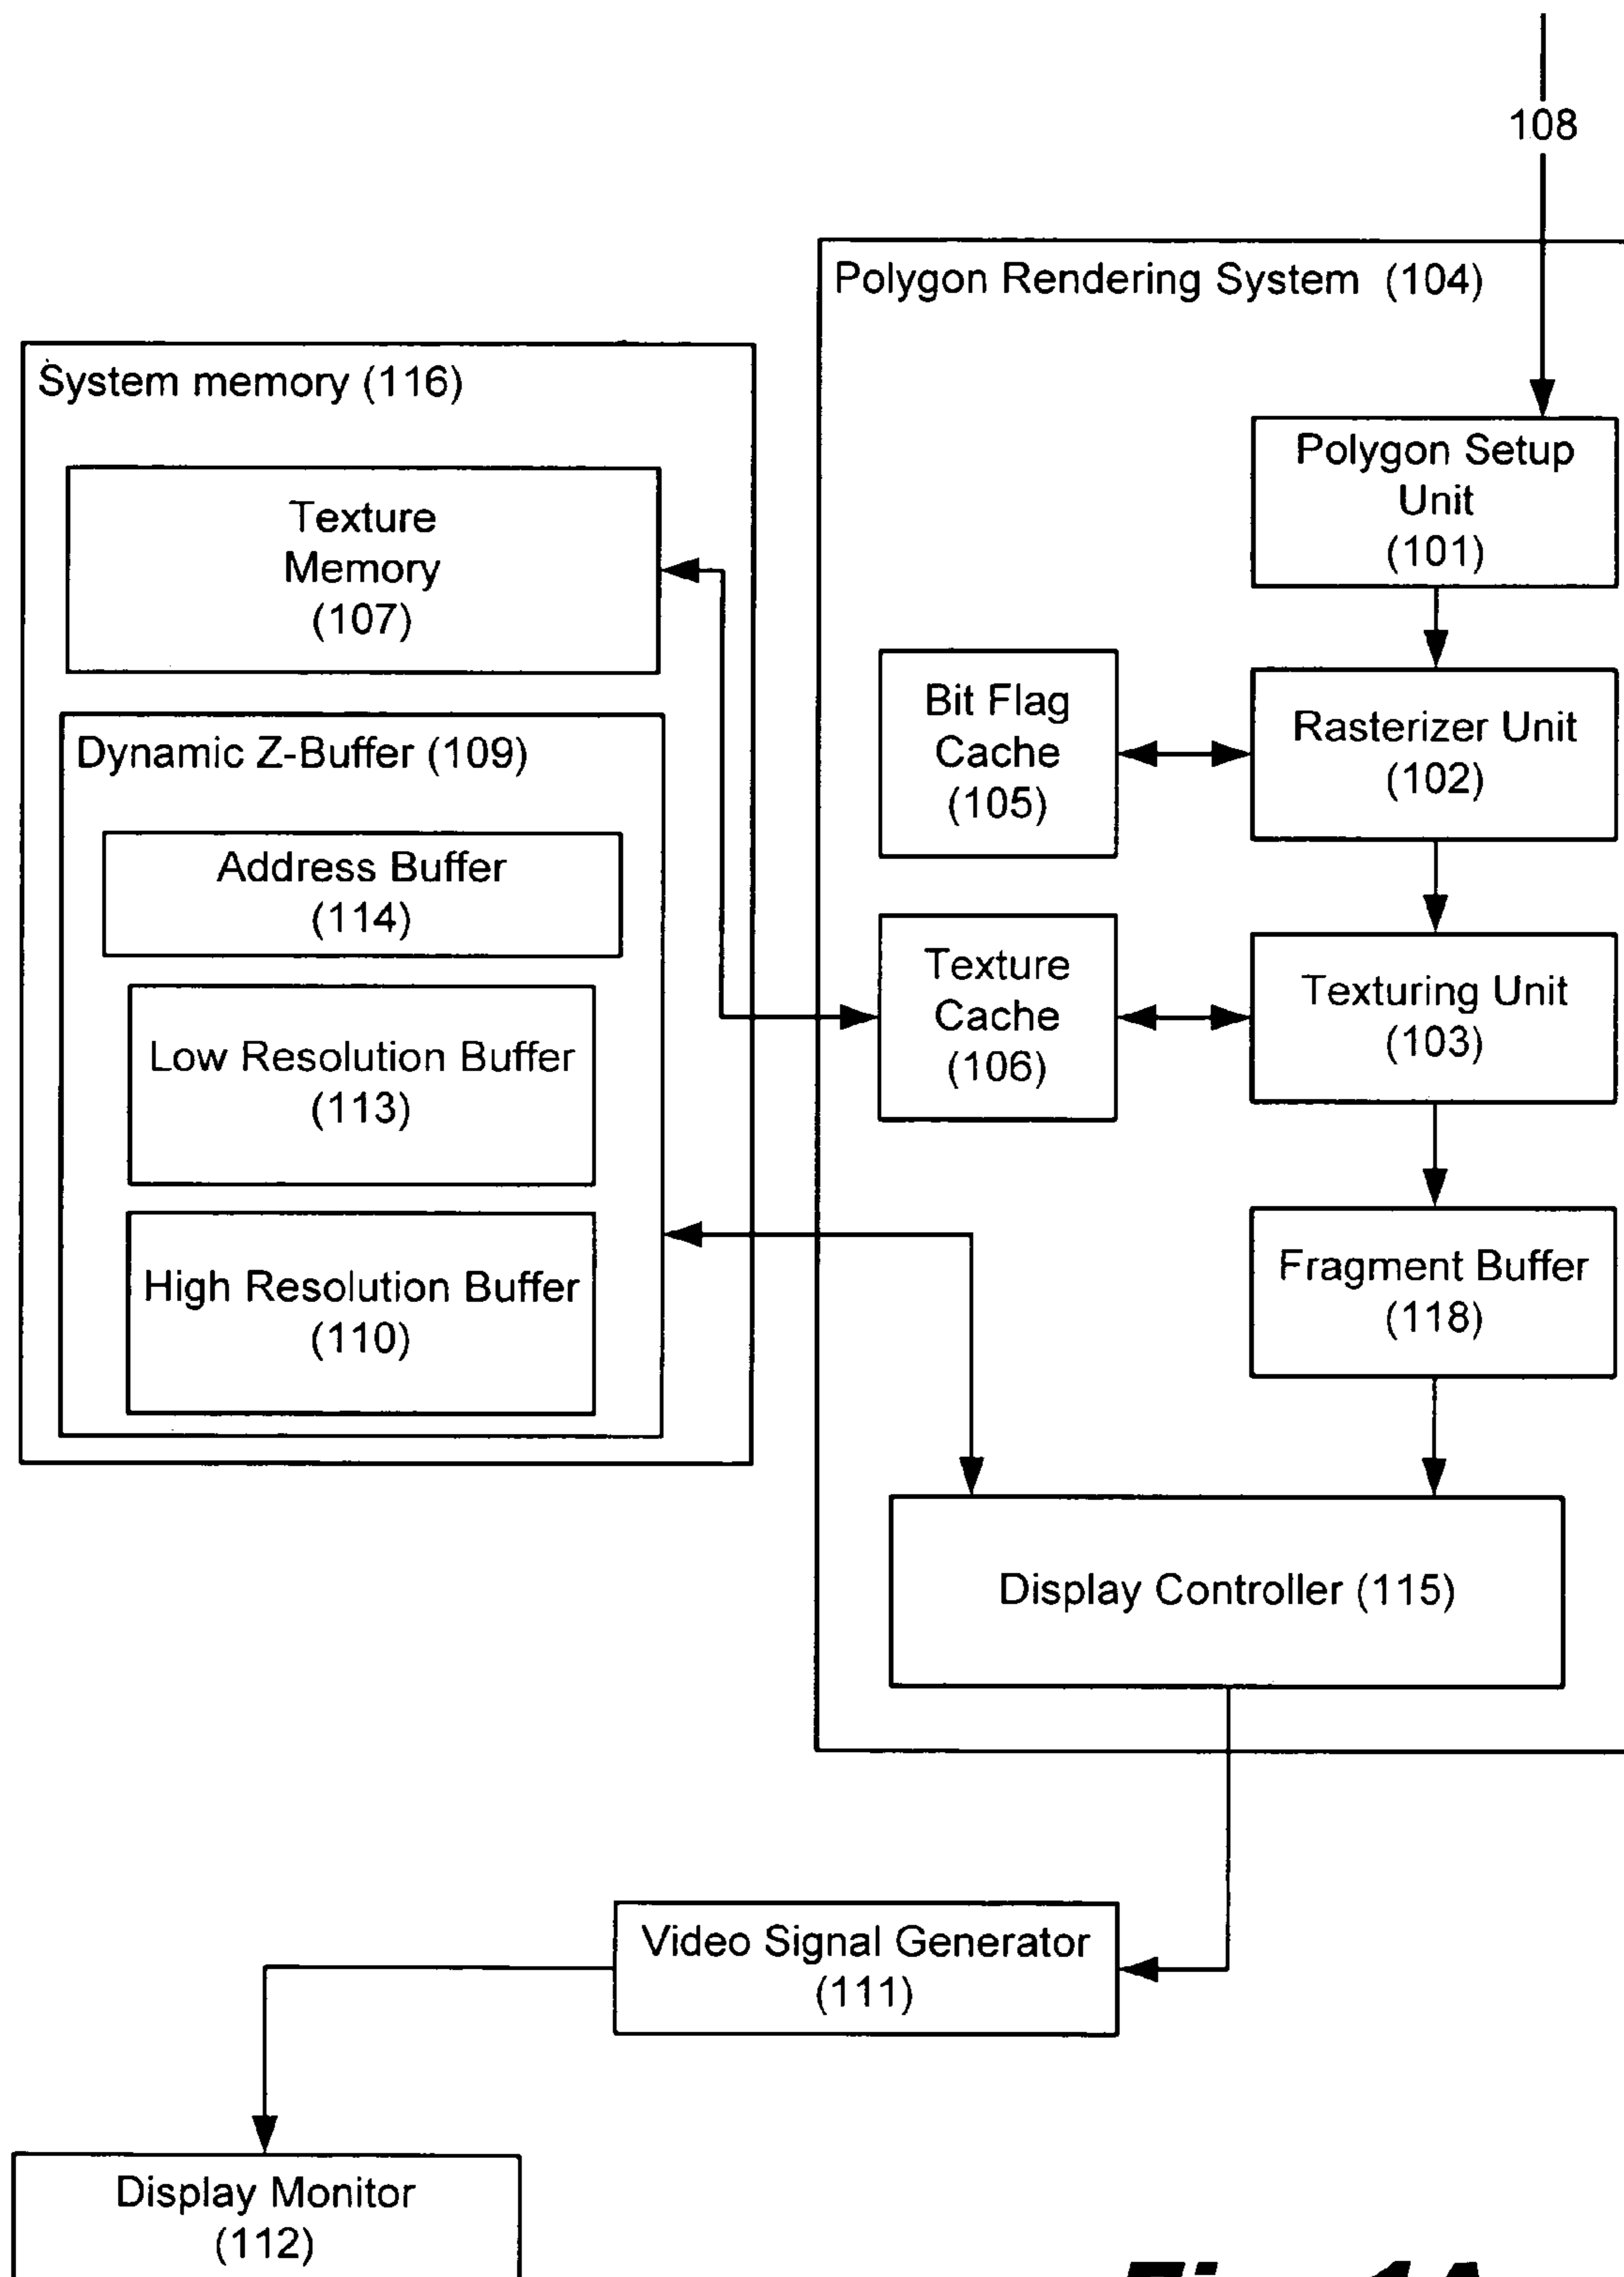 108
Polygon Rendering System (104)
System memory (116)
Polygon Setup
Unit
(101)
Texture
Memory
(107)
Bit Flag
Cache
(105)
Rasterizer Unit
(102)
Dynamic Z-Buffer (109)
Address Buffer
(114)
Texture
Cache
(106)
Texturing Unit
(103)
Low Resolution Buffer
(113)
High Resolution Buffer
(110)
Fragment Buffer
(118)
Display Controller (115)
Video Signal Generator
(111)
Display Monitor
(112)